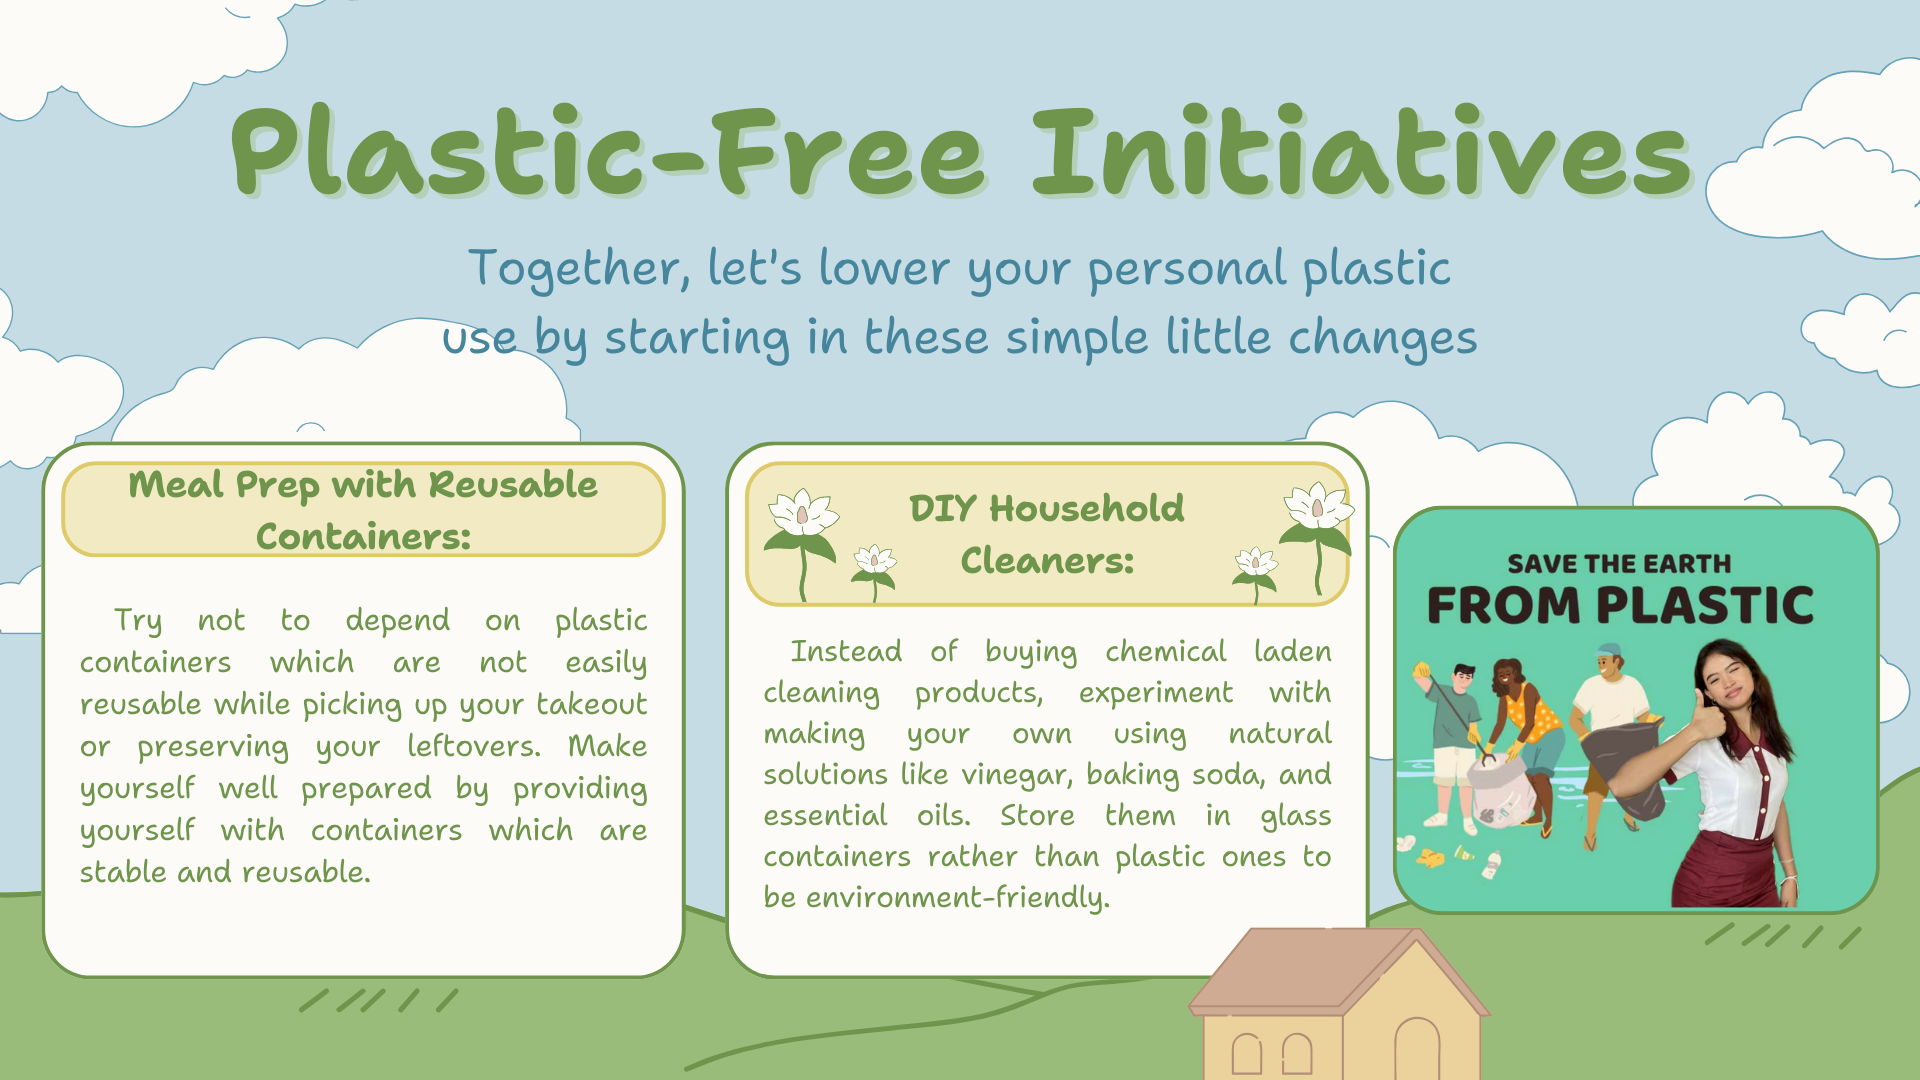 Plastic-Free Initiatives
Together, let's lower your personal plastic
use by starting in these simple little changes
Meal Prep with Reusable
Containers:
Try not to depend on plastic
containers which are not easily
reusable while picking up your takeout
or preserving your leftovers. Make
yourself well prepared by providing
yourself with containers which are
stable and reusable.
DIY Household
Cleaners:
Instead of buying chemical laden
cleaning products, experiment with
making your own using natural
solutions like vinegar, baking soda, and
essential oils. Store them in glass
containers rather than plastic ones to
be environment-friendly.
SAVE THE EARTH
FROM PLASTIC